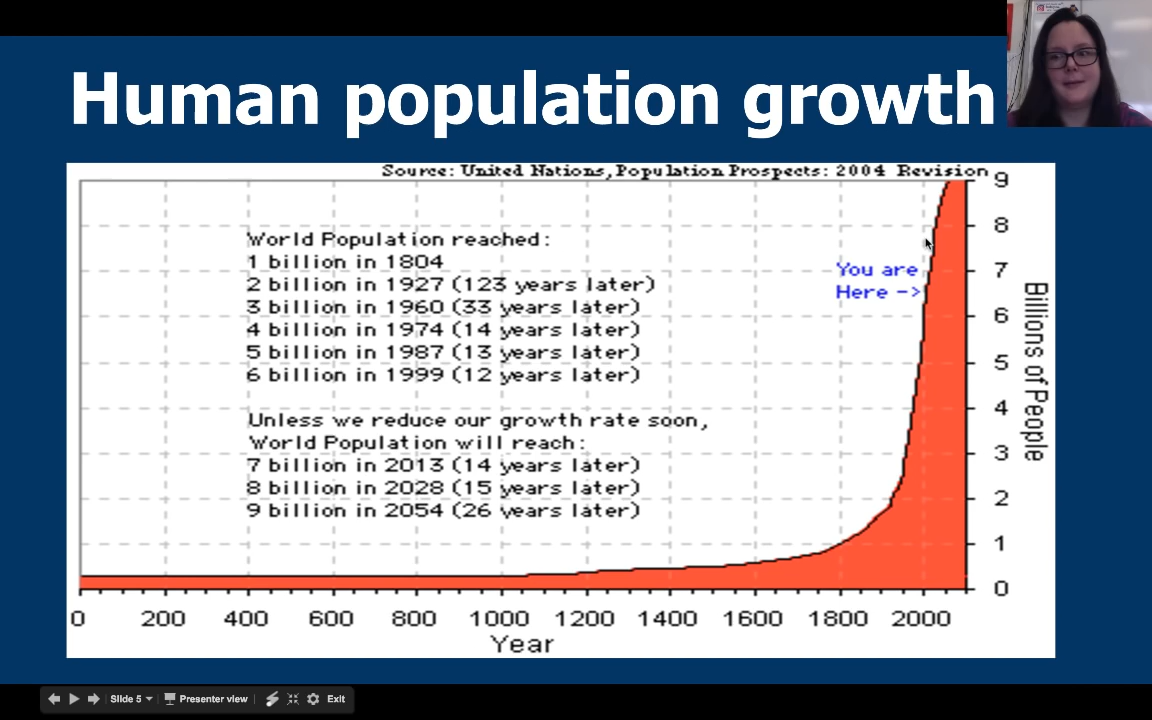 Human population growth
Source: United Nations, Population Prospects: 2004 Revision
World Population reached:
1 billion in 1804
2 billion in 1927 (123 years later)
3 billion in 1960 (33 years later)
4 billion in 1974 (14 years later)
5 billion in 1987 (13 years later)
6 billion in 1999 (12 years later)
Unless we reduce our growth rate soon,
World Population will reach:
7 billion in 2013 (14 years later)
8 billion in 2028 (15 years later)
9 billion in 2054 (26 years later)
You are
Here ->
9
8
7
6
5
4
3
2
1
0
Billions of People
0 200 400 600 800 1000 1200 1400 1600 1800 2000
Year
Slide 5 Presenter view Exit